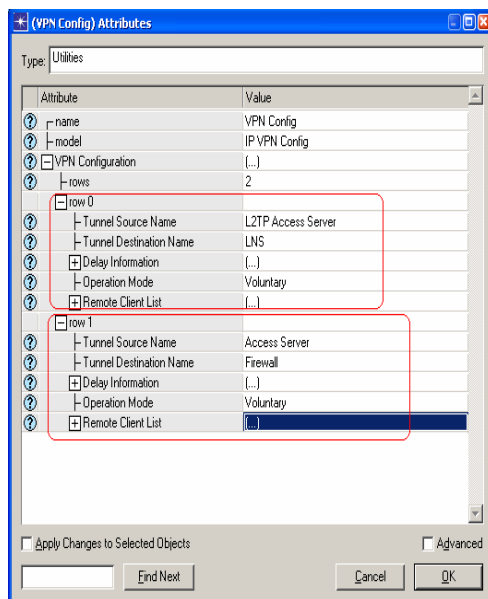 (VPN Config) Attributes
Type: Utilities
Attribute Value
name VPN Config
model IP VPN Config
VPN Configuration (...)
rows 2
row 0
Tunnel Source Name L2TP Access Server
Tunnel Destination Name LNS
Delay Information (...)
Operation Mode Voluntary
Remote Client List (...)
row 1
Tunnel Source Name Access Server
Tunnel Destination Name Firewall
Delay Information (...)
Operation Mode Voluntary
Remote Client List (...)
Apply Changes to Selected Objects Advanced
Find Next Cancel OK